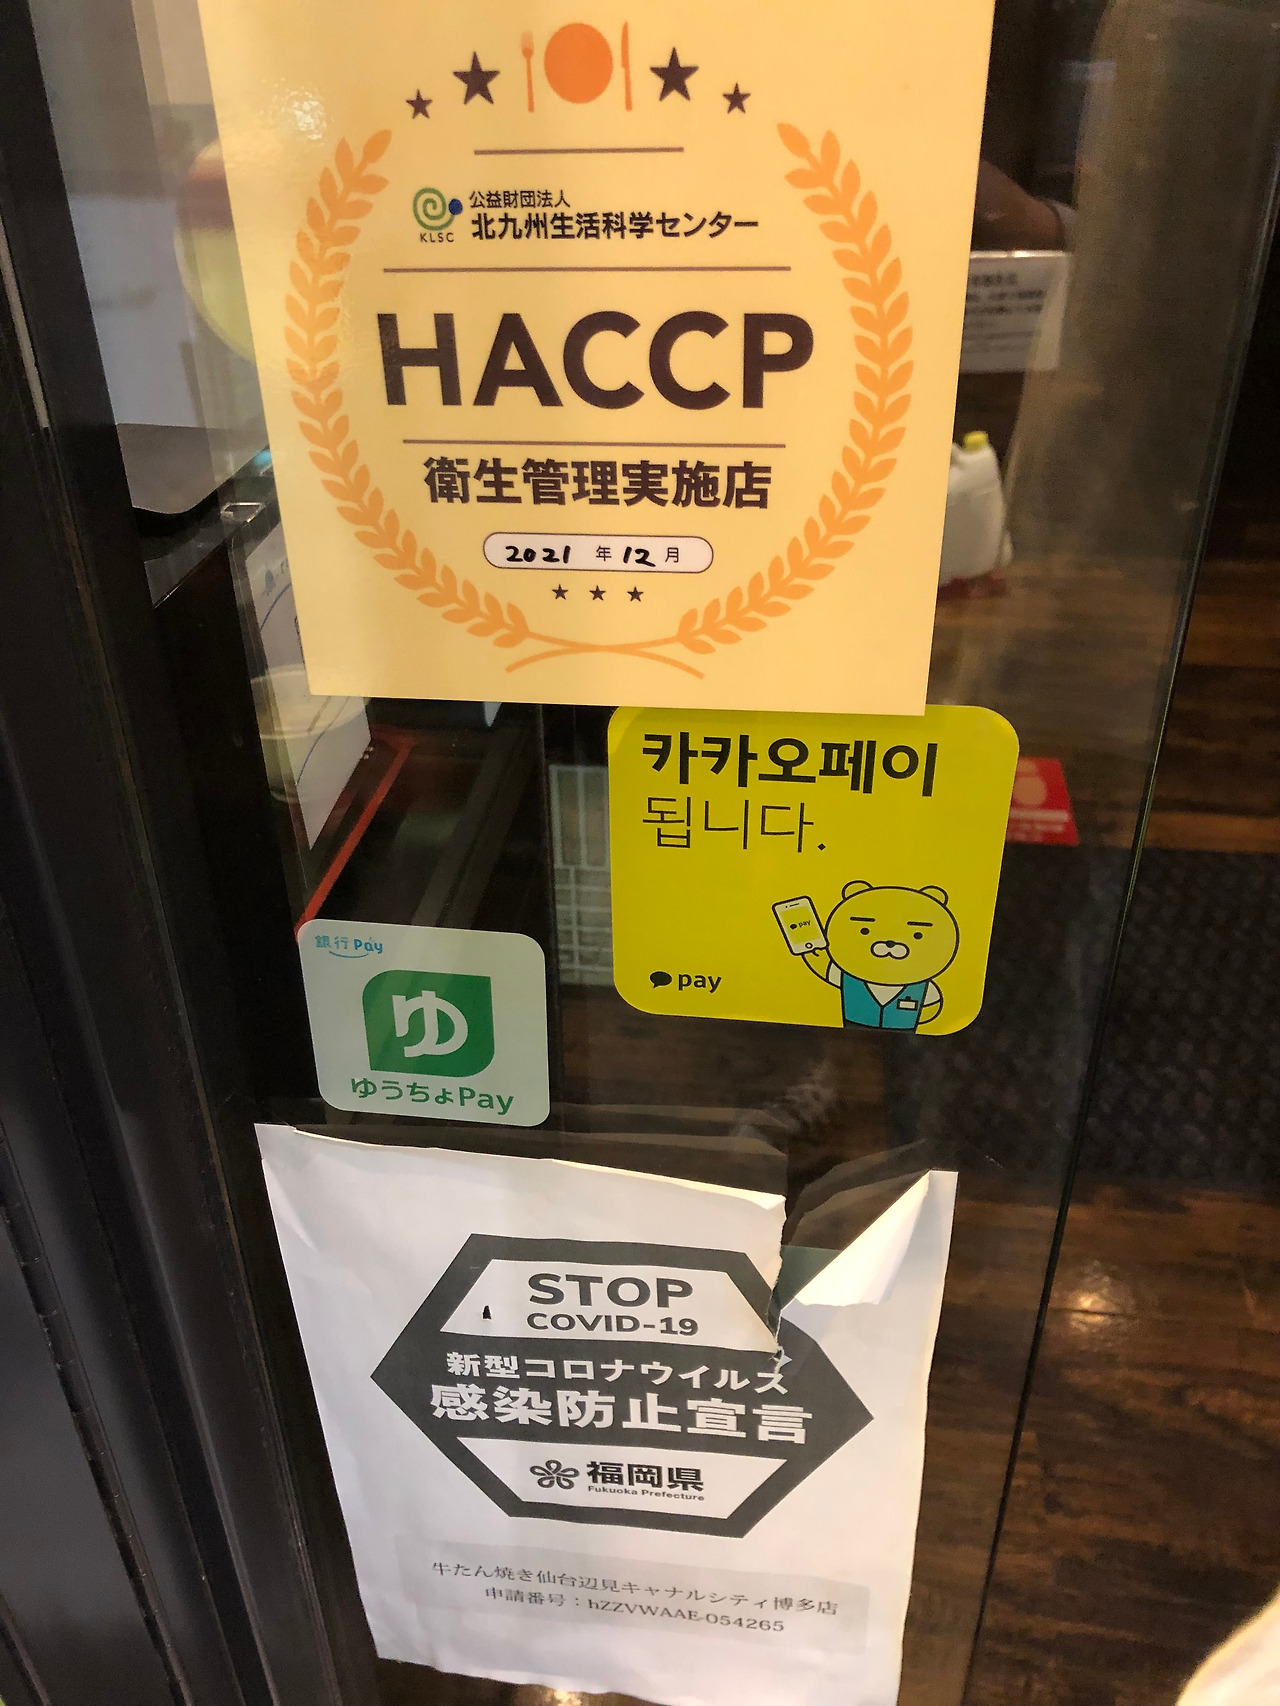 公益財団法人
KLSC
北九州生活科学センター
HACCP
衛生管理実施店
2021 年 12 月
카카오페이
됩니다.
pay
pay
銀行Pay
ゆ
ゆうちょPay
STOP
COVID-19
新型コロナウイルス
感染防止宣言
福岡県
Fukuoka Prefecture
牛たん焼き仙台辺見キャナルシティ博多店
申請番号：hZZVWAAE-054265